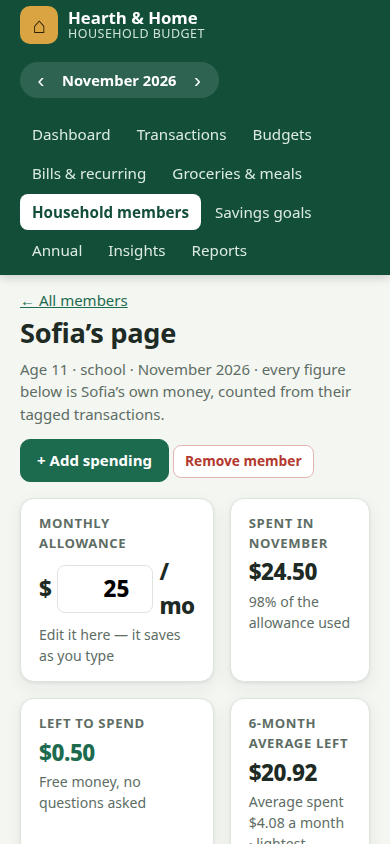 Hearth & Home
HOUSEHOLD BUDGET
‹ November 2026 ›
Dashboard Transactions Budgets
Bills & recurring Groceries & meals
Household members Savings goals
Annual Insights Reports
← All members
Sofia’s page
Age 11 · school · November 2026 · every figure
below is Sofia’s own money, counted from their
tagged transactions.
+ Add spending Remove member
MONTHLY
ALLOWANCE
$ 25 /
mo
Edit it here — it saves
as you type
SPENT IN
NOVEMBER
$24.50
98% of the
allowance used
LEFT TO SPEND
$0.50
Free money, no
questions asked
6-MONTH
AVERAGE LEFT
$20.92
Average spent
$4.08 a month
· lightest